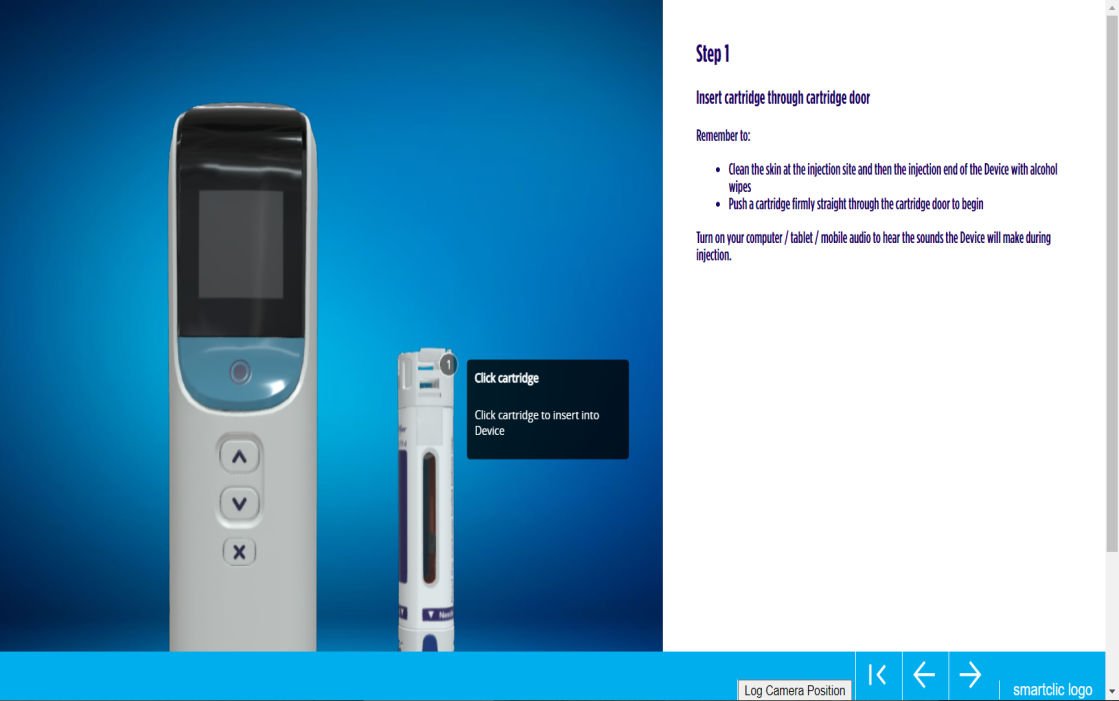 Step 1
Insert cartridge through cartridge door
Remember to:
Clean the skin at the injection site and then the injection end of the Device with alcohol
wipes
Push a cartridge firmly straight through the cartridge door to begin
Turn on your computer / tablet / mobile audio to hear the sounds the Device will make during
injection.
1
Click cartridge
Click cartridge to insert into
Device
Log Camera Position
smartclic logo